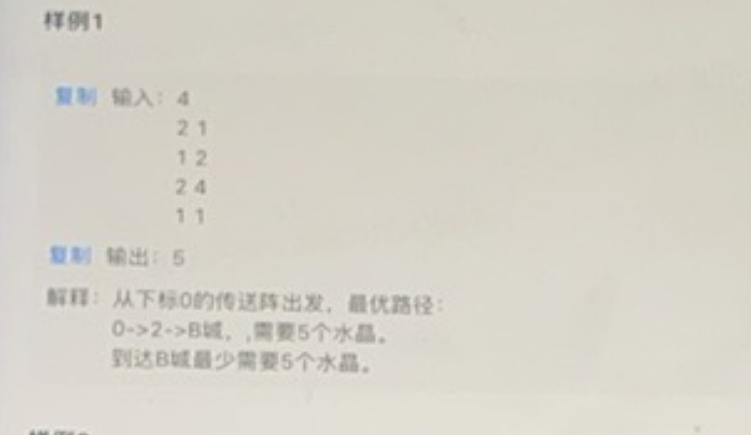 样例1
复制 输入：4
2 1
1 2
2 4
1 1
复制 输出：5
解释：从下标0的传送阵出发，最优路径：
0->2->B城，,需要5个水晶。
到达B城最少需要5个水晶。